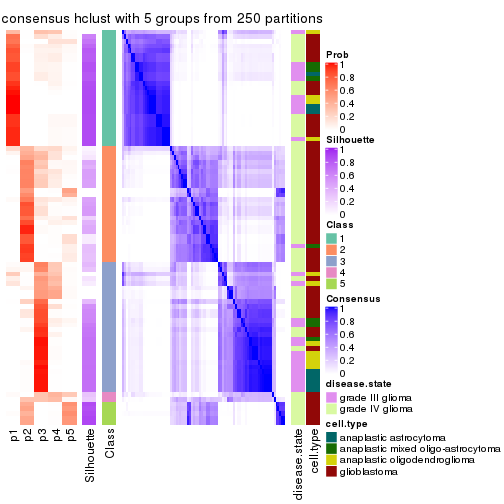 consensus hclust with 5 groups from 250 partitions
Prob
1
0.8
0.6
0.4
0.2
0
Silhouette
1
0.8
0.6
0.4
0.2
0
Class
1
2
3
4
5
Consensus
1
0.8
0.6
0.4
0.2
0
disease.state
grade III glioma
grade IV glioma
cell.type
anaplastic astrocytoma
anaplastic mixed oligo-astrocytoma
anaplastic oligodendroglioma
glioblastoma
p1
p2
p3
p4
p5
Silhouette
Class
disease.state
cell.type